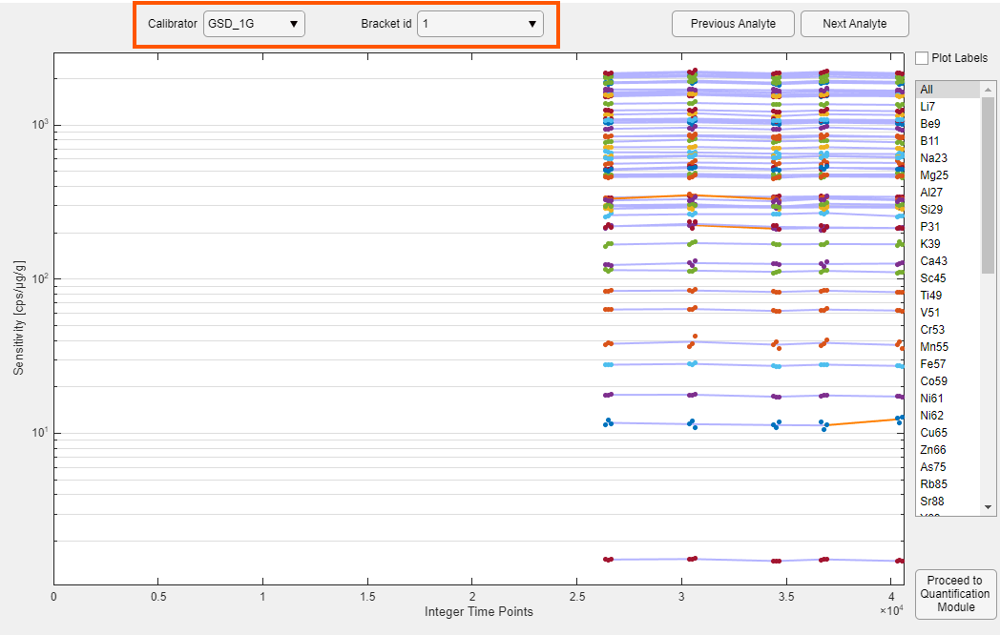 Calibrator GSD_1G Bracket id 1 Previous Analyte Next Analyte
Plot Labels
All
Li7
Be9
B11
Na23
Mg25
Al27
Si29
P31
K39
Ca43
Sc45
Ti49
V51
Cr53
Mn55
Fe57
Co59
Ni61
Ni62
Cu65
Zn66
As75
Rb85
Sr88
Sensitivity [cps/µg/g]
10³
10²
10¹
0 0.5 1 1.5 2 2.5 3 3.5 4
×10⁴
Integer Time Points
Proceed to
Quantification
Module